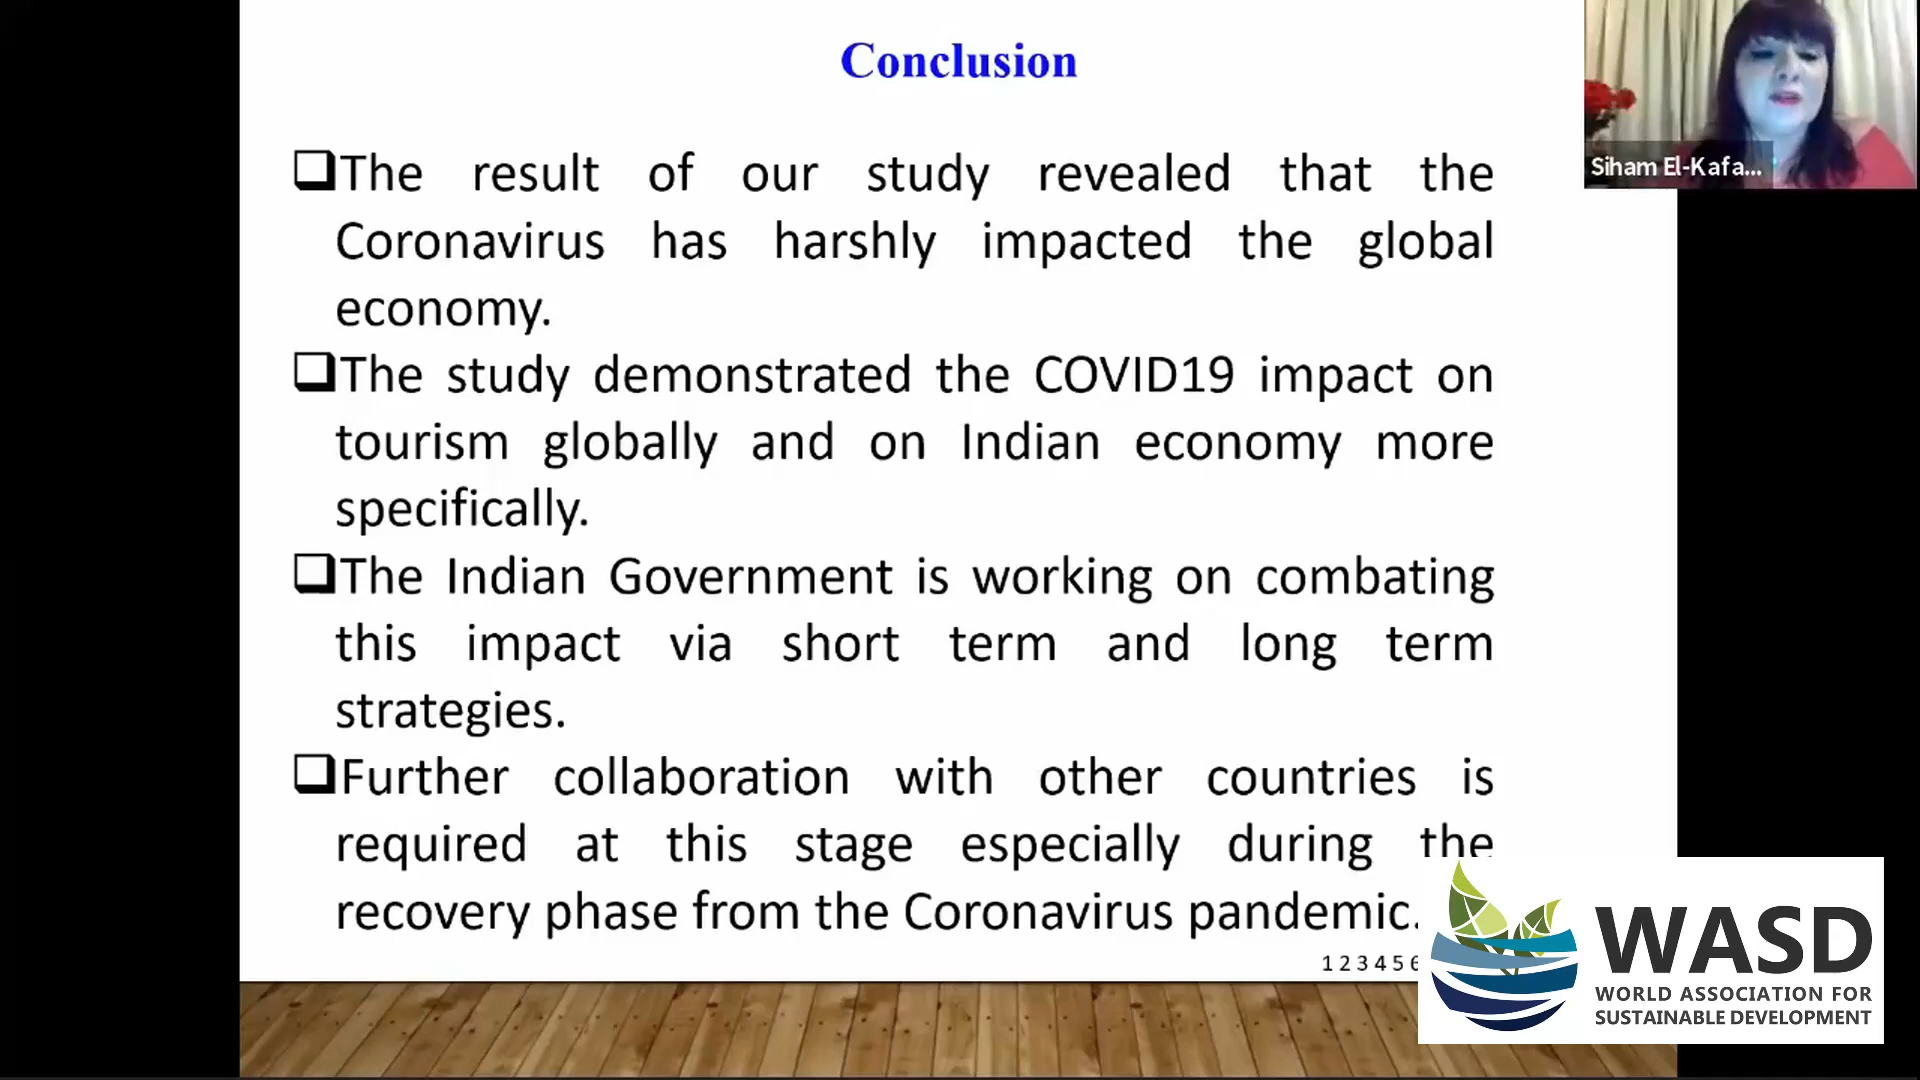 Conclusion
Siham El-Kafa...
❑The result of our study revealed that the
Coronavirus has harshly impacted the global
economy.
❑The study demonstrated the COVID19 impact on
tourism globally and on Indian economy more
specifically.
❑The Indian Government is working on combating
this impact via short term and long term
strategies.
❑Further collaboration with other countries is
required at this stage especially during the
recovery phase from the Coronavirus pandemic.
1 2 3 4 5 6
WASD
WORLD ASSOCIATION FOR
SUSTAINABLE DEVELOPMENT